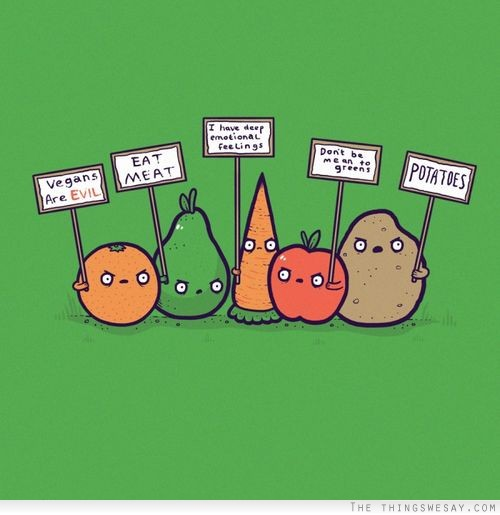 Vegans
Are EVIL
EAT
MEAT
I have deep
emotional
feelings
Don't be
mean to
greens
POTATOES
THE THINGSWESAY.COM